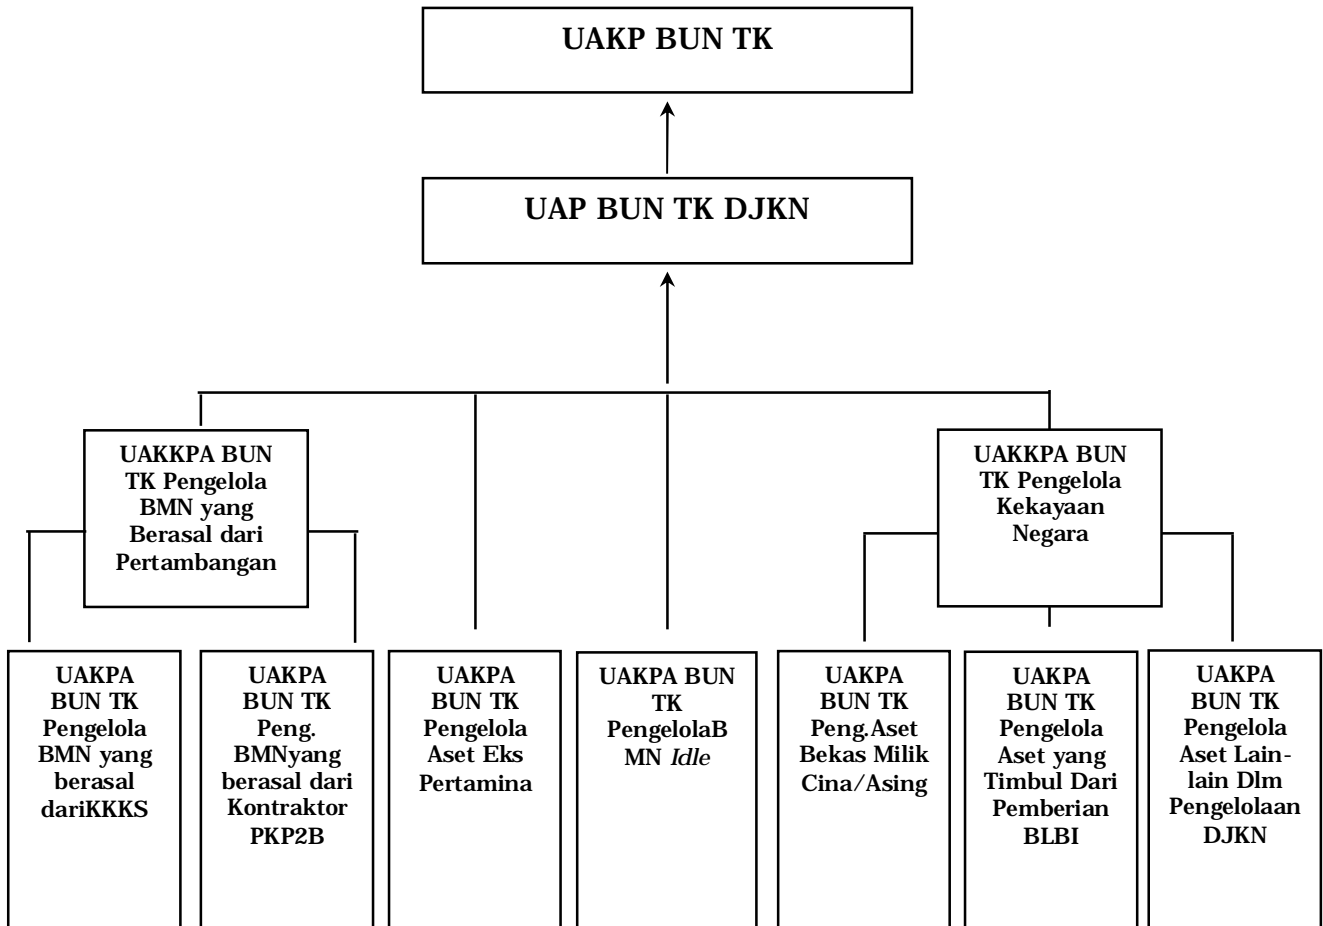 UAKP BUN TK
UAP BUN TK DJKN
UAKKPA BUN
TK Pengelola
BMN yang
Berasal dari
Pertambangan
UAKKPA BUN
TK Pengelola
Kekayaan
Negara
UAKPA
BUN TK
Pengelola
BMN yang
berasal
dariKKKS
UAKPA
BUN TK
Peng.
BMNyang
berasal dari
Kontraktor
PKP2B
UAKPA
BUN TK
Pengelola
Aset Eks
Pertamina
UAKPA BUN
TK
PengelolaB
MN Idle
UAKPA
BUN TK
Peng.Aset
Bekas Milik
Cina/Asing
UAKPA
BUN TK
Pengelola
Aset yang
Timbul Dari
Pemberian
BLBI
UAKPA
BUN TK
Pengelola
Aset Lain-
lain Dlm
Pengelolaan
DJKN